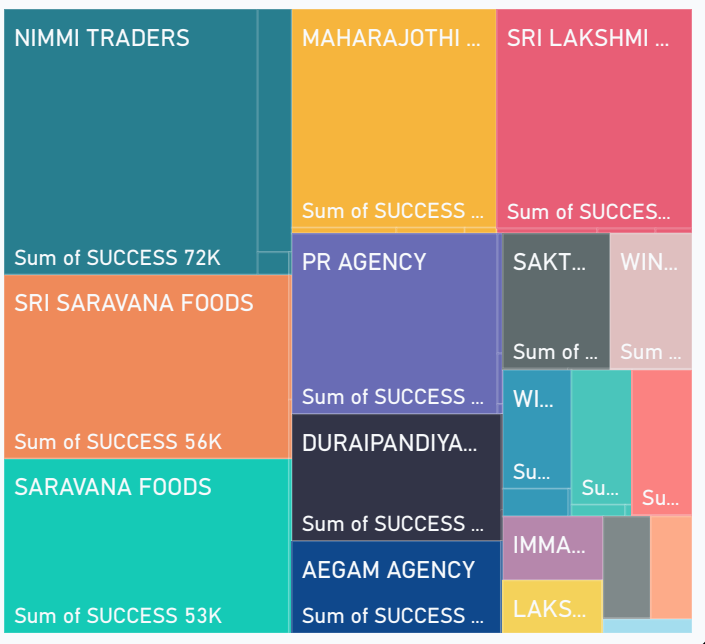 NIMMI TRADERS
Sum of SUCCESS 72K
SRI SARAVANA FOODS
Sum of SUCCESS 56K
SARAVANA FOODS
Sum of SUCCESS 53K
MAHARAJOTHI ...
Sum of SUCCESS ...
SRI LAKSHMI ...
Sum of SUCCES...
PR AGENCY
Sum of SUCCESS ...
DURAIPANDIYA...
Sum of SUCCESS ...
AEGAM AGENCY
Sum of SUCCESS ...
SAKT...
Sum of ...
WIN...
Sum ...
WI...
Su...
Su...
Su...
IMMA...
LAKS...